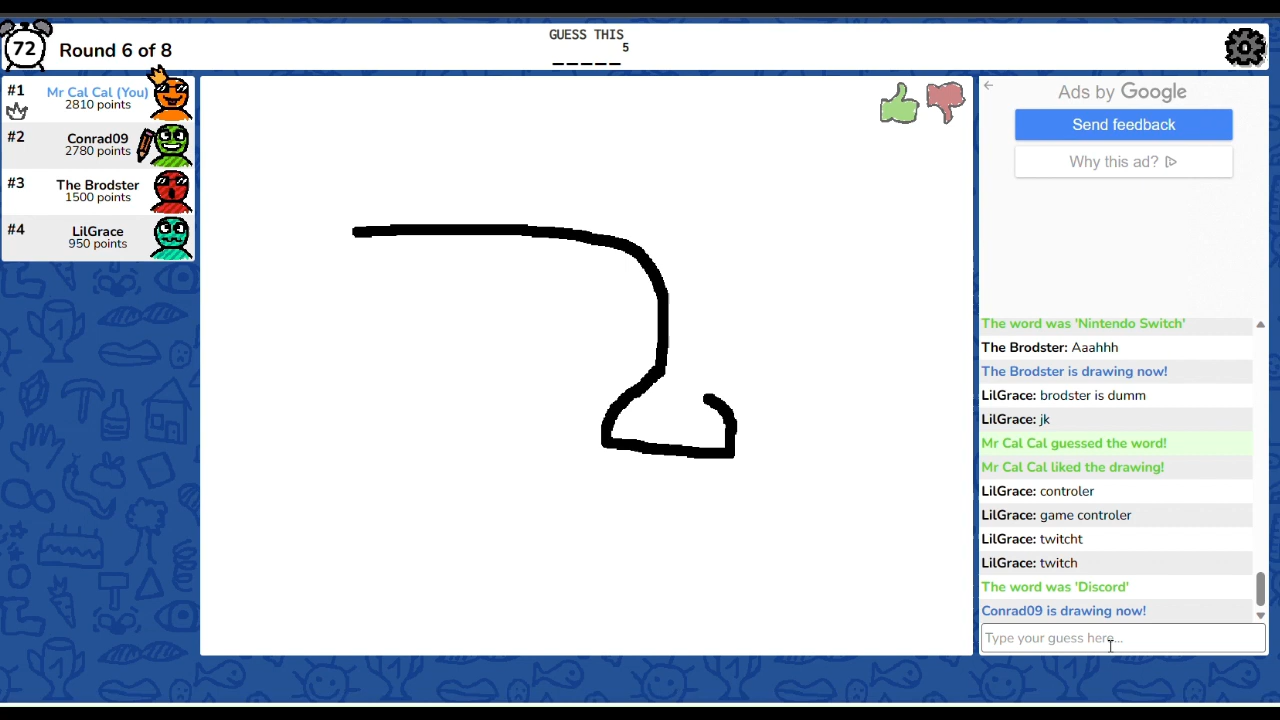 72
Round 6 of 8
GUESS THIS
5
_____
#1
Mr Cal Cal (You)
2810 points
#2
Conrad09
2780 points
#3
The Brodster
1500 points
#4
LilGrace
950 points
Ads by Google
Send feedback
Why this ad?
The word was 'Nintendo Switch'
The Brodster: Aaahhh
The Brodster is drawing now!
LilGrace: brodster is dumm
LilGrace: jk
Mr Cal Cal guessed the word!
Mr Cal Cal liked the drawing!
LilGrace: controler
LilGrace: game controler
LilGrace: twitcht
LilGrace: twitch
The word was 'Discord'
Conrad09 is drawing now!
Type your guess here...